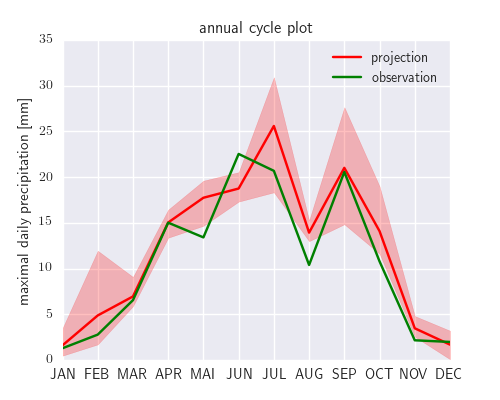 annual cycle plot
35
30
25
20
15
10
5
0
maximal daily precipitation [mm]
projection
observation
JAN FEB MAR APR MAI JUN JUL AUG SEP OCT NOV DEC